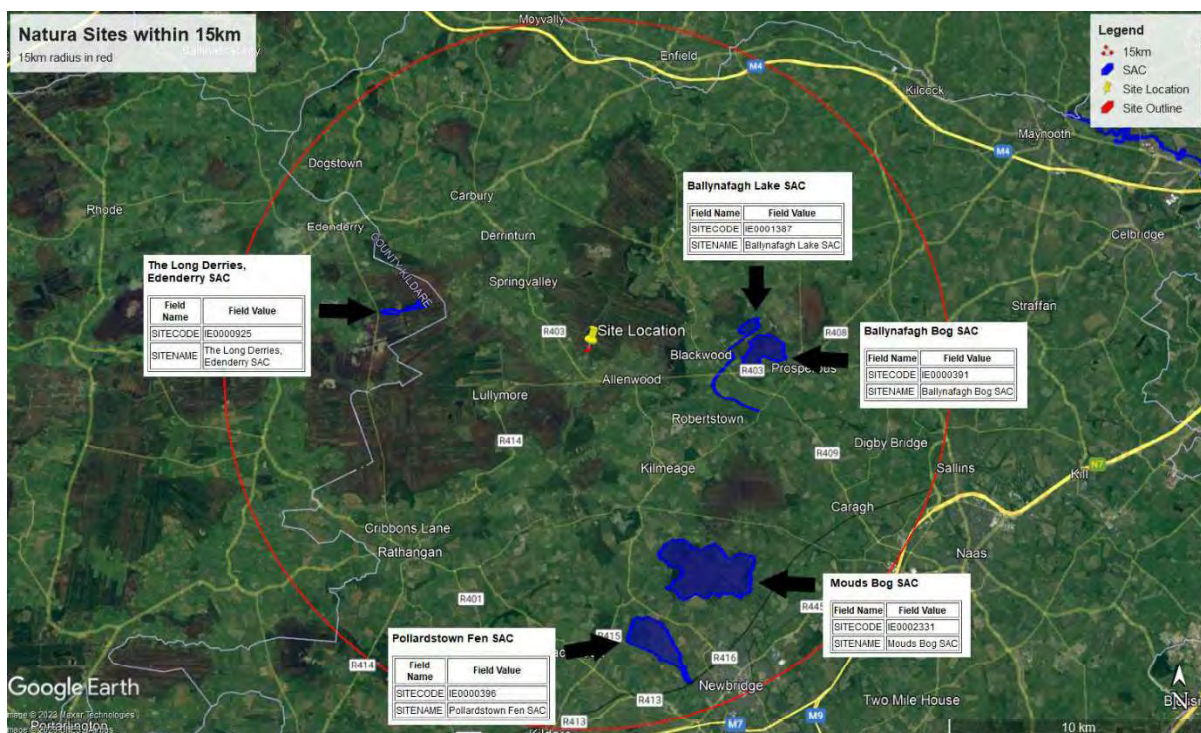 Natura Sites within 15km
15km radius in red
Legend
15km
SAC
Site Location
Site Outline
Moyvally
Enfield
M4
Kilcock
Maynooth
M4
Dogstown
Rhode
Carbury
Edenderry
Derrinturn
COUNTY KILDARE
Celbridge
Springvalley
Straffan
Ballynafagh Lake SAC
Field Name Field Value
SITECODE IE0001387
SITENAME Ballynafagh Lake SAC
The Long Derries,
Edenderry SAC
Field
Name Field Value
SITECODE IE0000925
SITENAME The Long Derries,
Edenderry SAC
R403
Site Location
R408
Blackwood
R403
Prosperous
Ballynafagh Bog SAC
Field Name Field Value
SITECODE IE0000391
SITENAME Ballynafagh Bog SAC
Allenwood
Lullymore
Robertstown
R414
Digby Bridge
R409
Kilmeage
Sallins
N7
Kill
Caragh
Cribbons Lane
Rathangan
Naas
R401
R445
Mouds Bog SAC
Field Name Field Value
SITECODE IE0002331
SITENAME Mouds Bog SAC
R415
Pollardstown Fen SAC
Field
Name Field Value
SITECODE IE0000396
SITENAME Pollardstown Fen SAC
R414
R416
Newbridge
R413
R413
M7
M9
Two Mile House
Google Earth
Portarlington
N
10 km